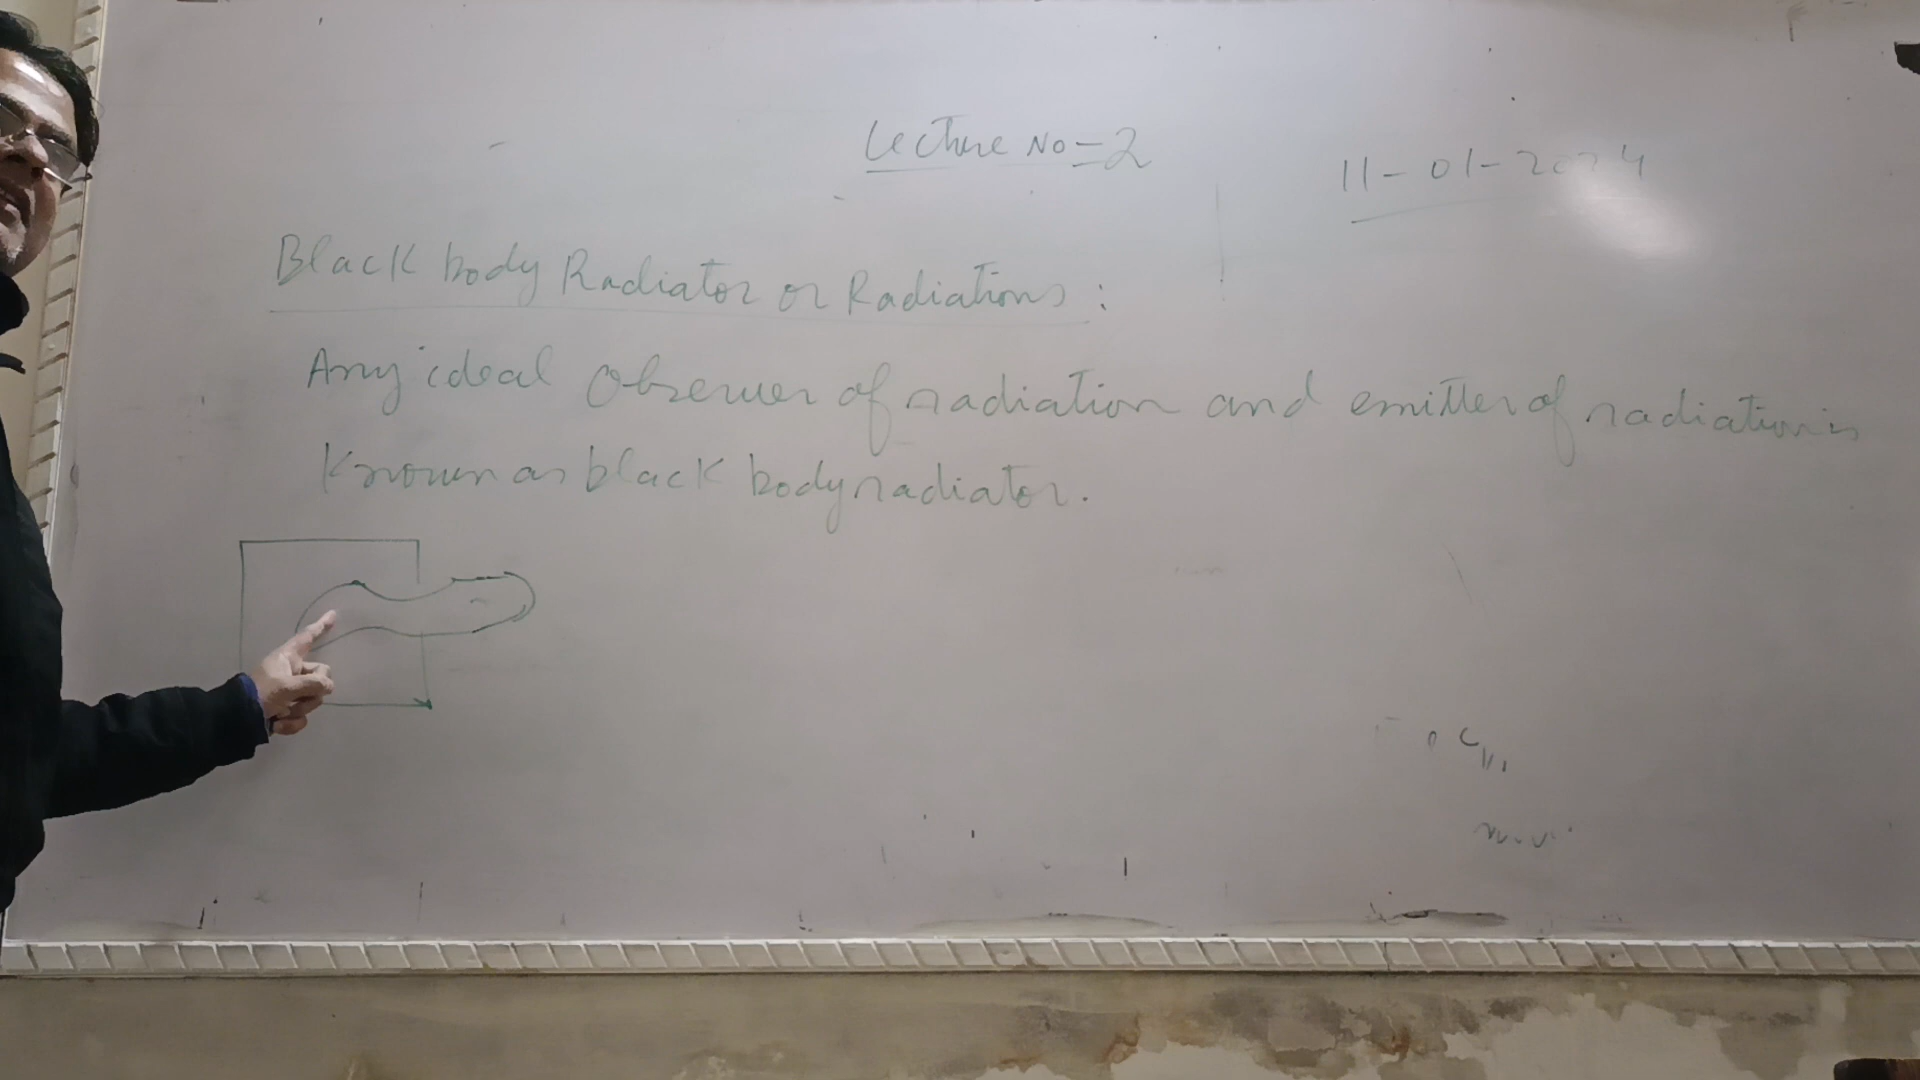 Lecture No=2
11-01-2024
Black body Radiator or Radiations:
Any ideal Observer of radiation and emitter of radiation is
Known as black body radiator.